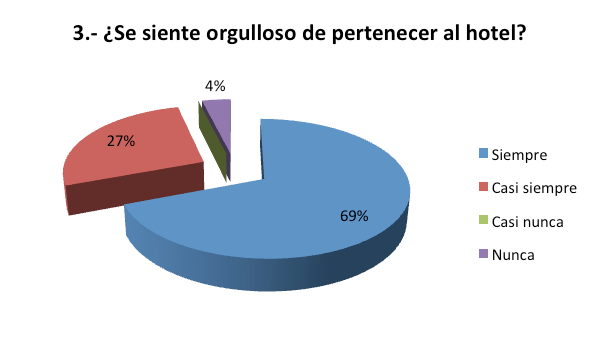 3.- ¿Se siente orgulloso de pertenecer al hotel?
4%
27%
69%
Siempre
Casi siempre
Casi nunca
Nunca